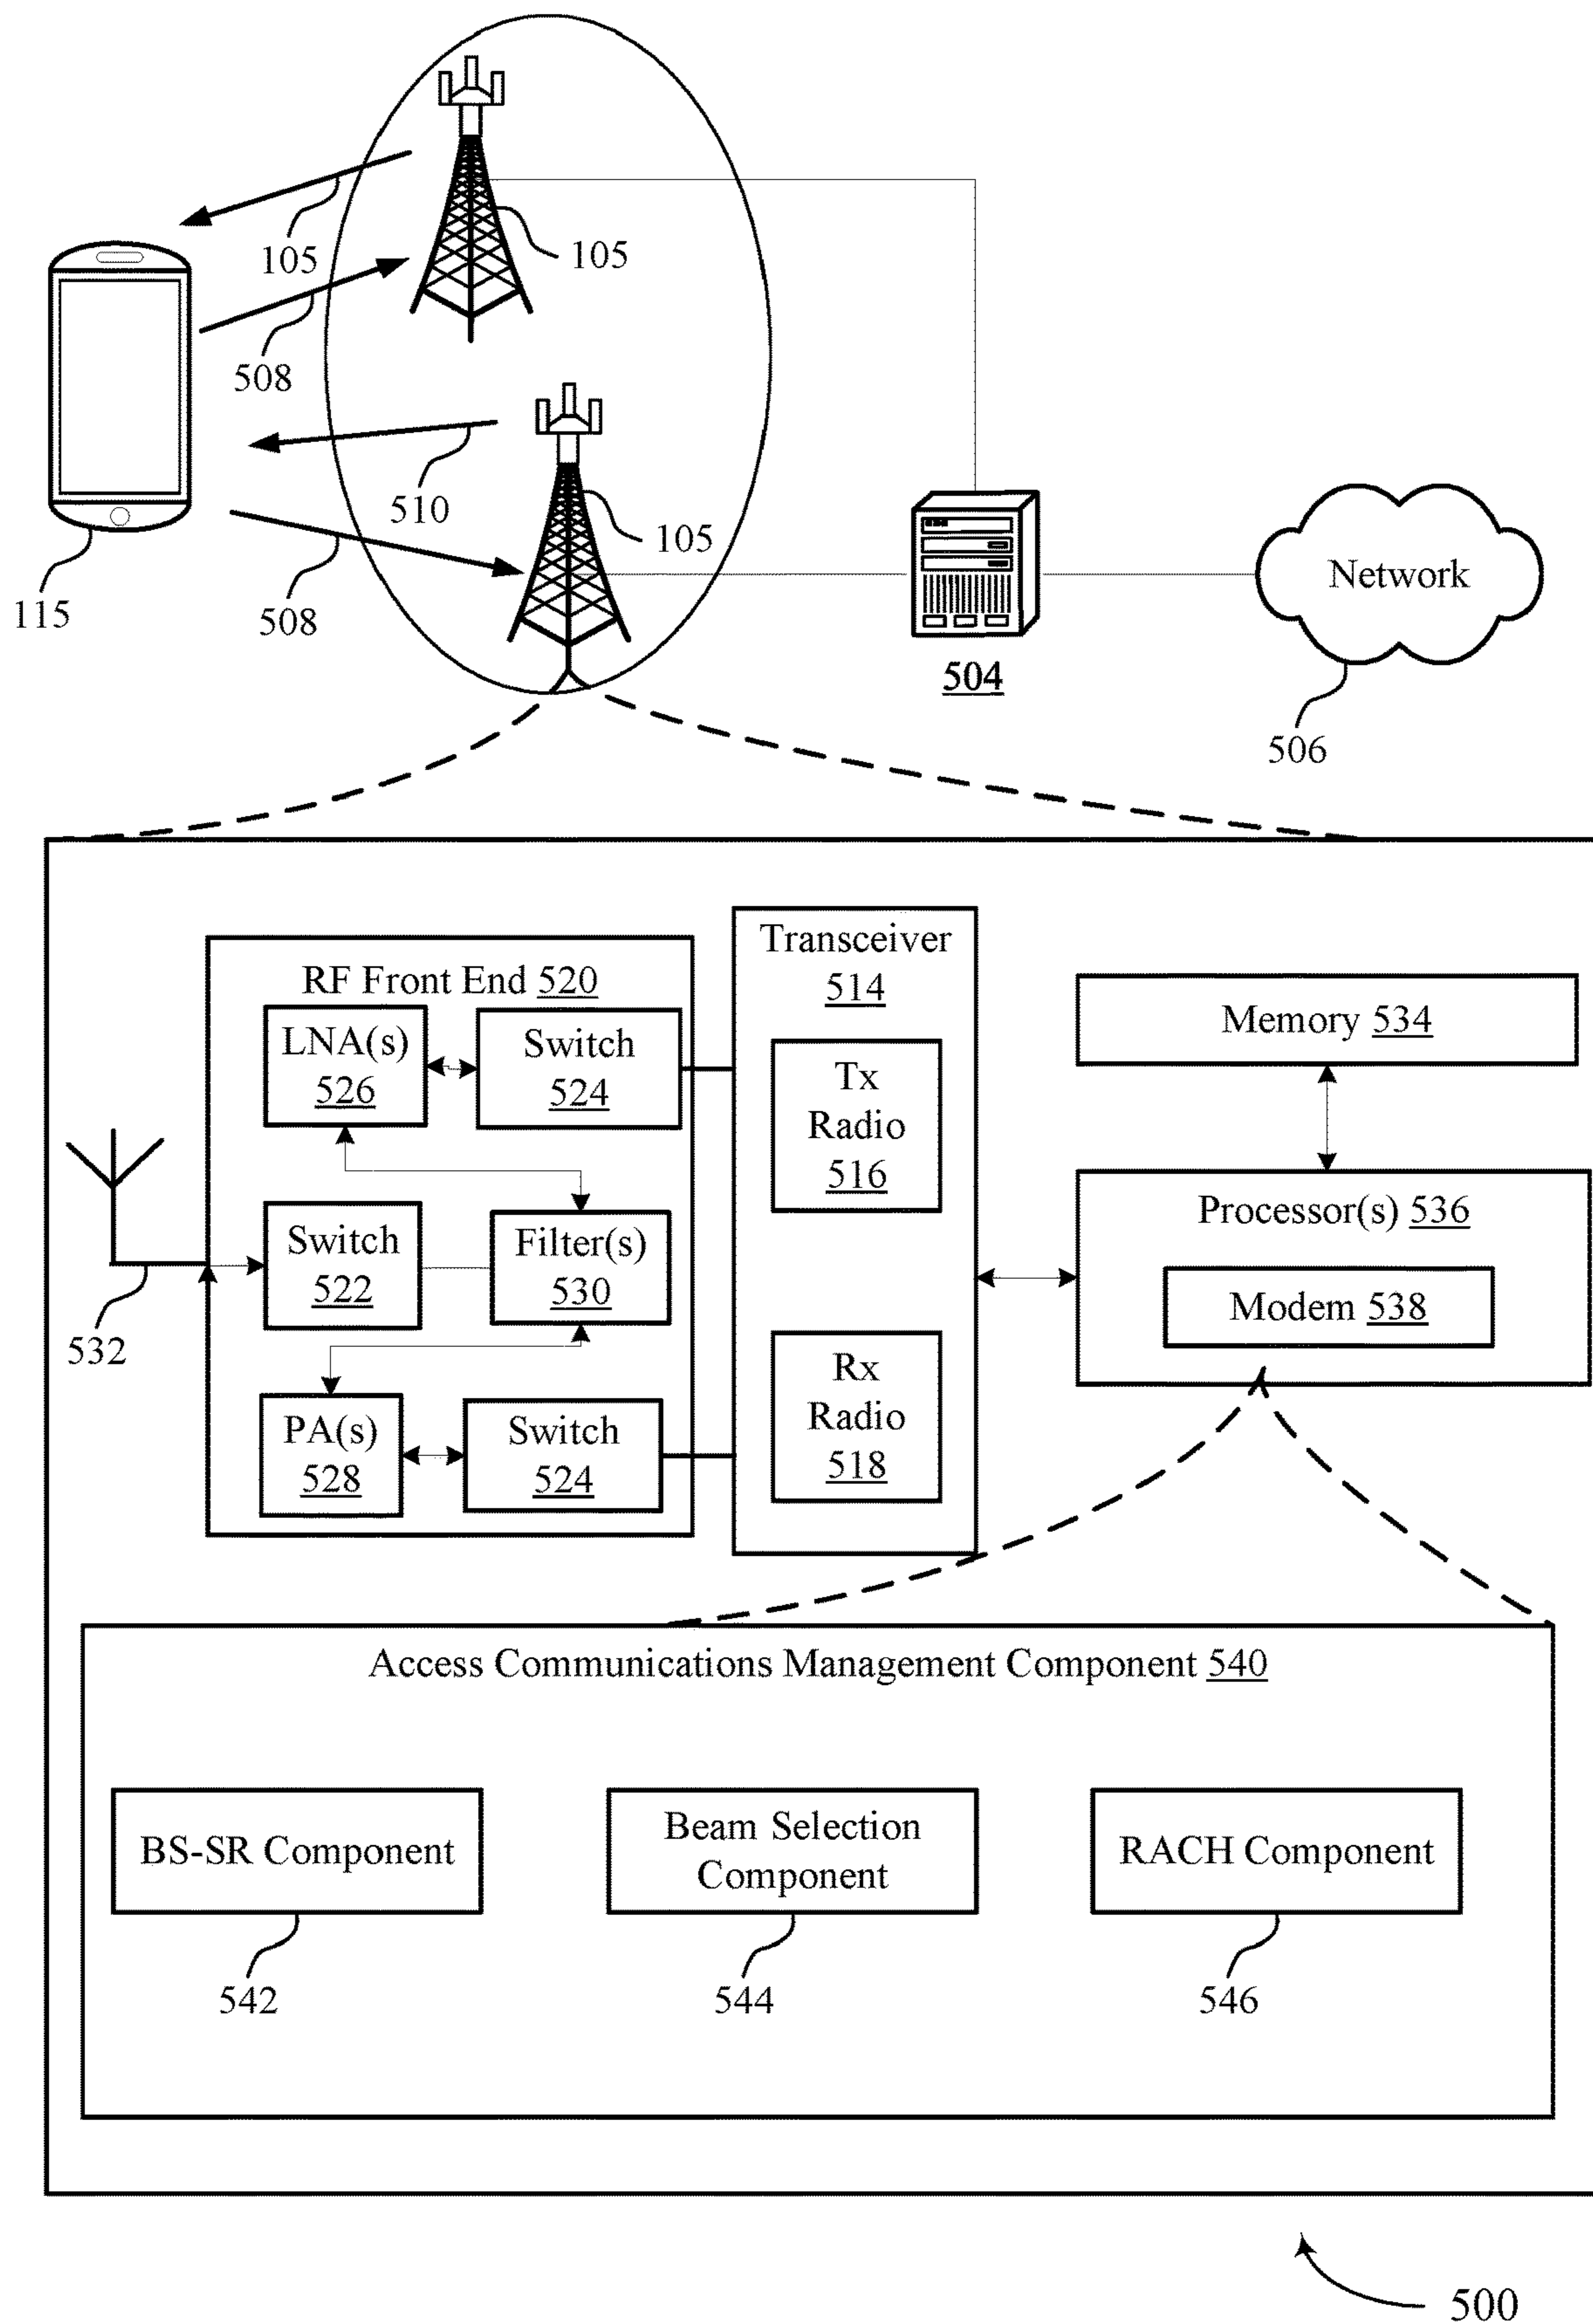 105
105
508
510
105
115
508
Network
504
506
Transceiver
514
RF Front End 520
LNA(s)
526
Switch
524
Memory 534
Tx
Radio
516
Switch
522
Filter(s)
530
Processor(s) 536
Modem 538
532
Rx
Radio
518
PA(s)
528
Switch
524
Access Communications Management Component 540
BS-SR Component
Beam Selection
Component
RACH Component
542
544
546
500